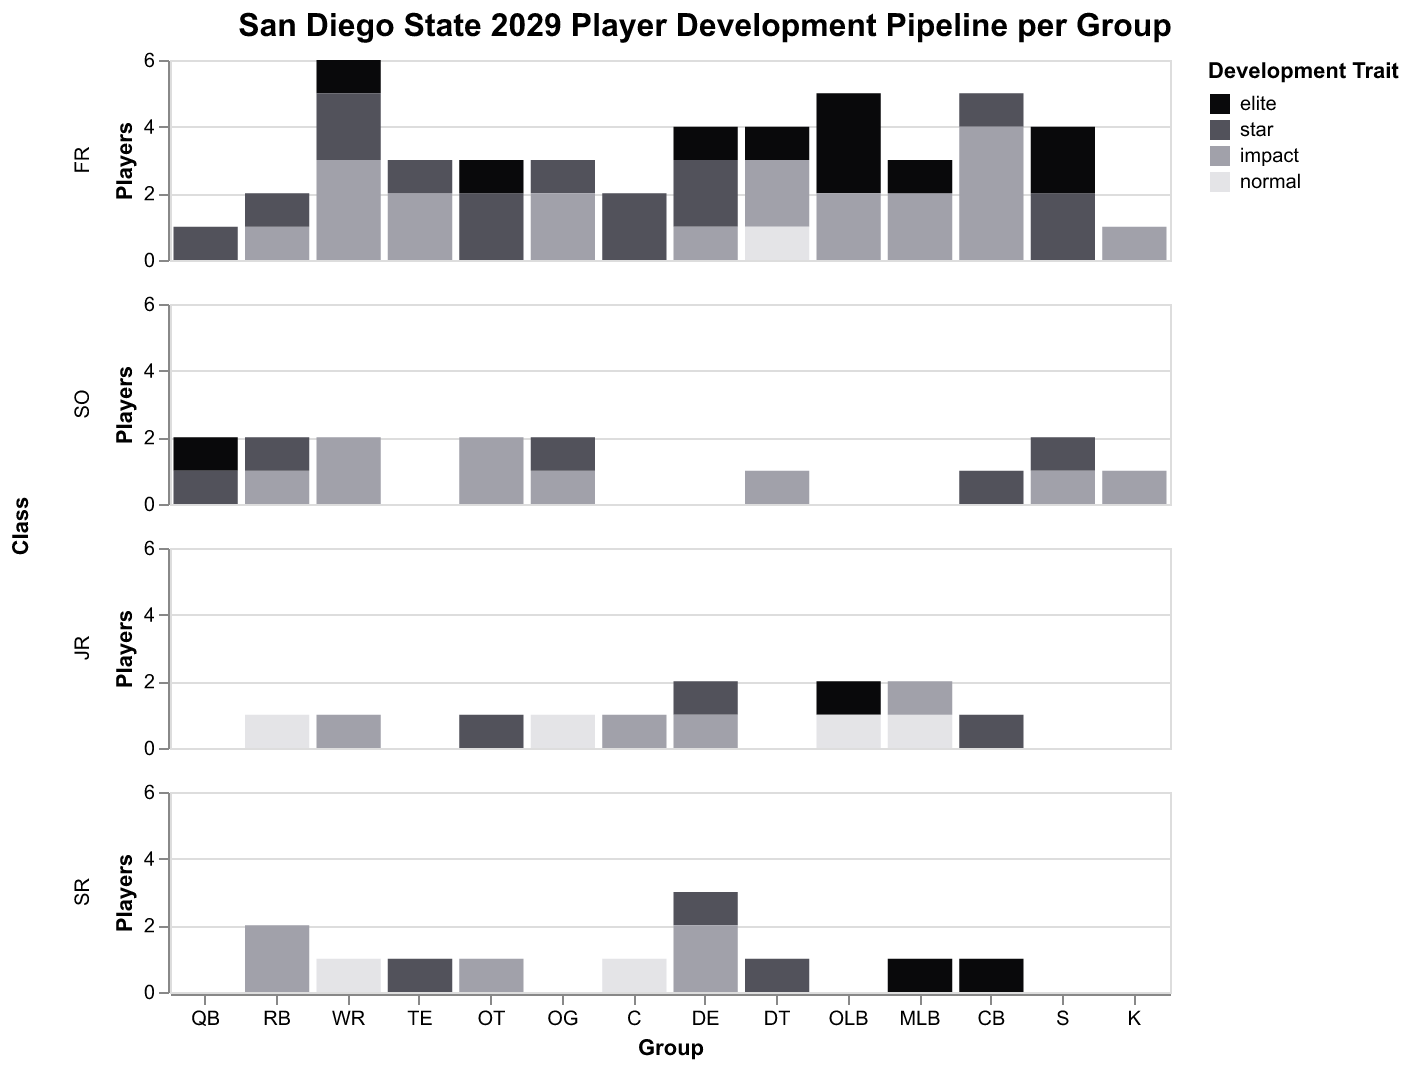 San Diego State 2029 Player Development Pipeline per Group
Development Trait
elite
star
impact
normal
Class
FR
Players
6
4
2
0
SO
Players
6
4
2
0
JR
Players
6
4
2
0
SR
Players
6
4
2
0
QB RB WR TE OT OG C DE DT OLB MLB CB S K
Group